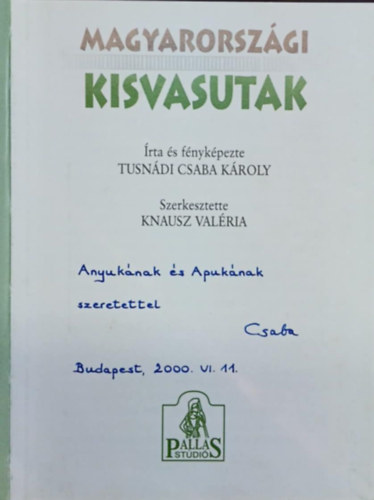 MAGYARORSZÁGI
KISVASUTAK
Írta és fényképezte
TUSNÁDI CSABA KÁROLY
Szerkesztette
KNAUSZ VALÉRIA
Anyukának és Apukának
szeretettel
Csaba
Budapest, 2000. VI. 11.
PALLAS
STÚDIÓ